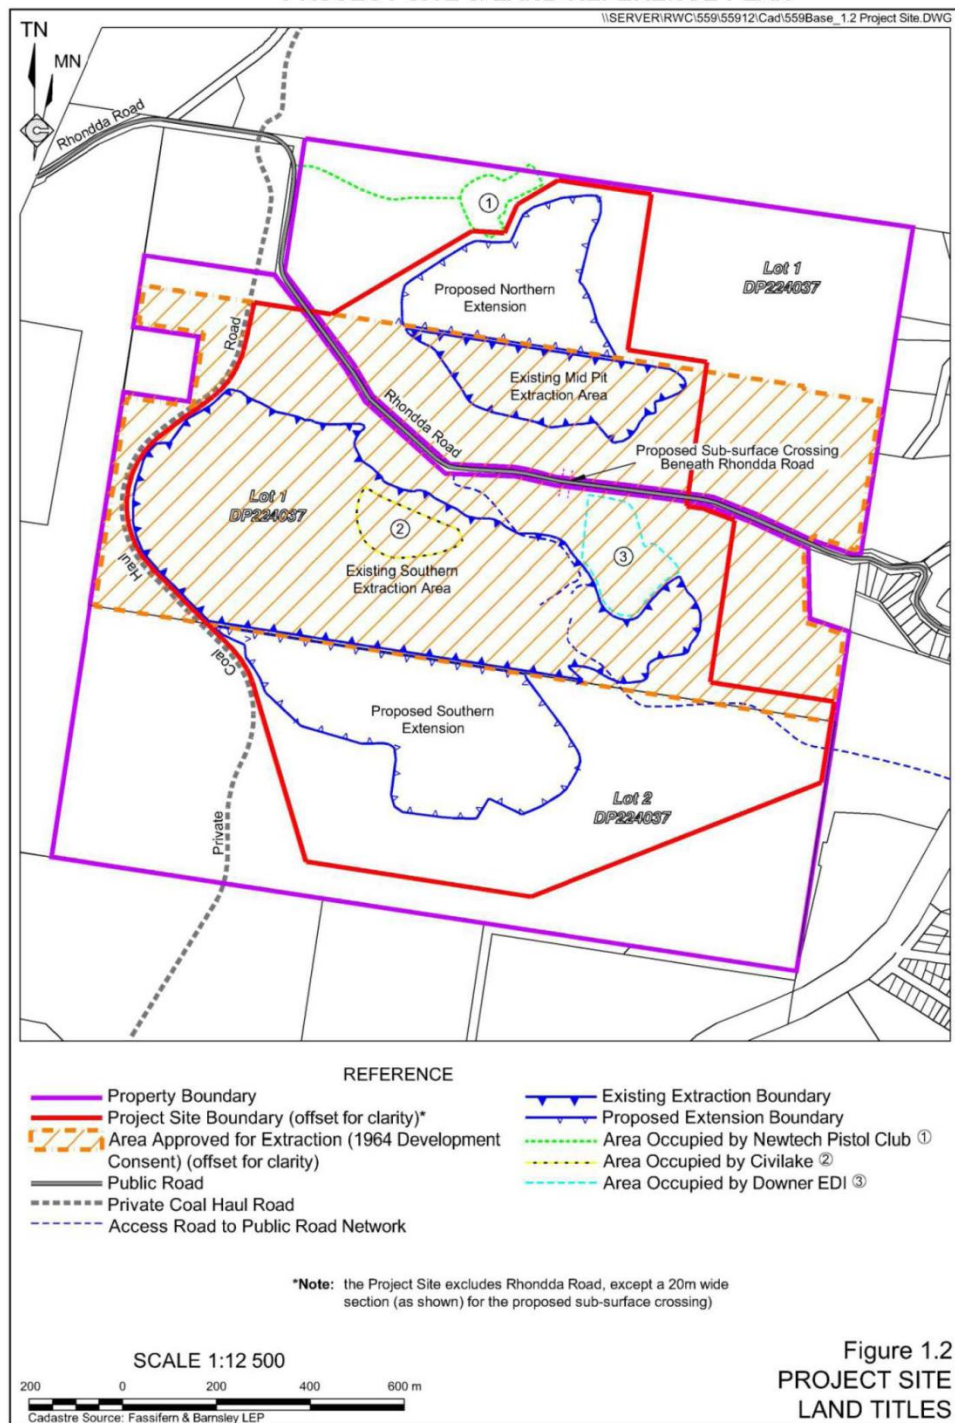 \\SERVER\RWC\559\55912\Cad\559Base_1.2 Project Site.DWG
TN
MN
Rhondda Road
①
Lot 1
DP224037
Proposed Northern
Extension
Road
Existing Mid Pit
Extraction Area
Rhondda Road
Proposed Sub-surface Crossing
Beneath Rhondda Road
Lot 1
DP224037
②
③
Existing Southern
Extraction Area
Haul
Coal
Proposed Southern
Extension
Lot 2
DP224037
Private
REFERENCE
Property Boundary
Project Site Boundary (offset for clarity)*
Area Approved for Extraction (1964 Development
Consent) (offset for clarity)
Public Road
Private Coal Haul Road
Access Road to Public Road Network
Existing Extraction Boundary
Proposed Extension Boundary
Area Occupied by Newtech Pistol Club ①
Area Occupied by Civilake ②
Area Occupied by Downer EDI ③
*Note: the Project Site excludes Rhondda Road, except a 20m wide
section (as shown) for the proposed sub-surface crossing)
SCALE 1:12 500
200 0 200 400 600 m
Cadastre Source: Fassifern & Barnsley LEP
Figure 1.2
PROJECT SITE
LAND TITLES